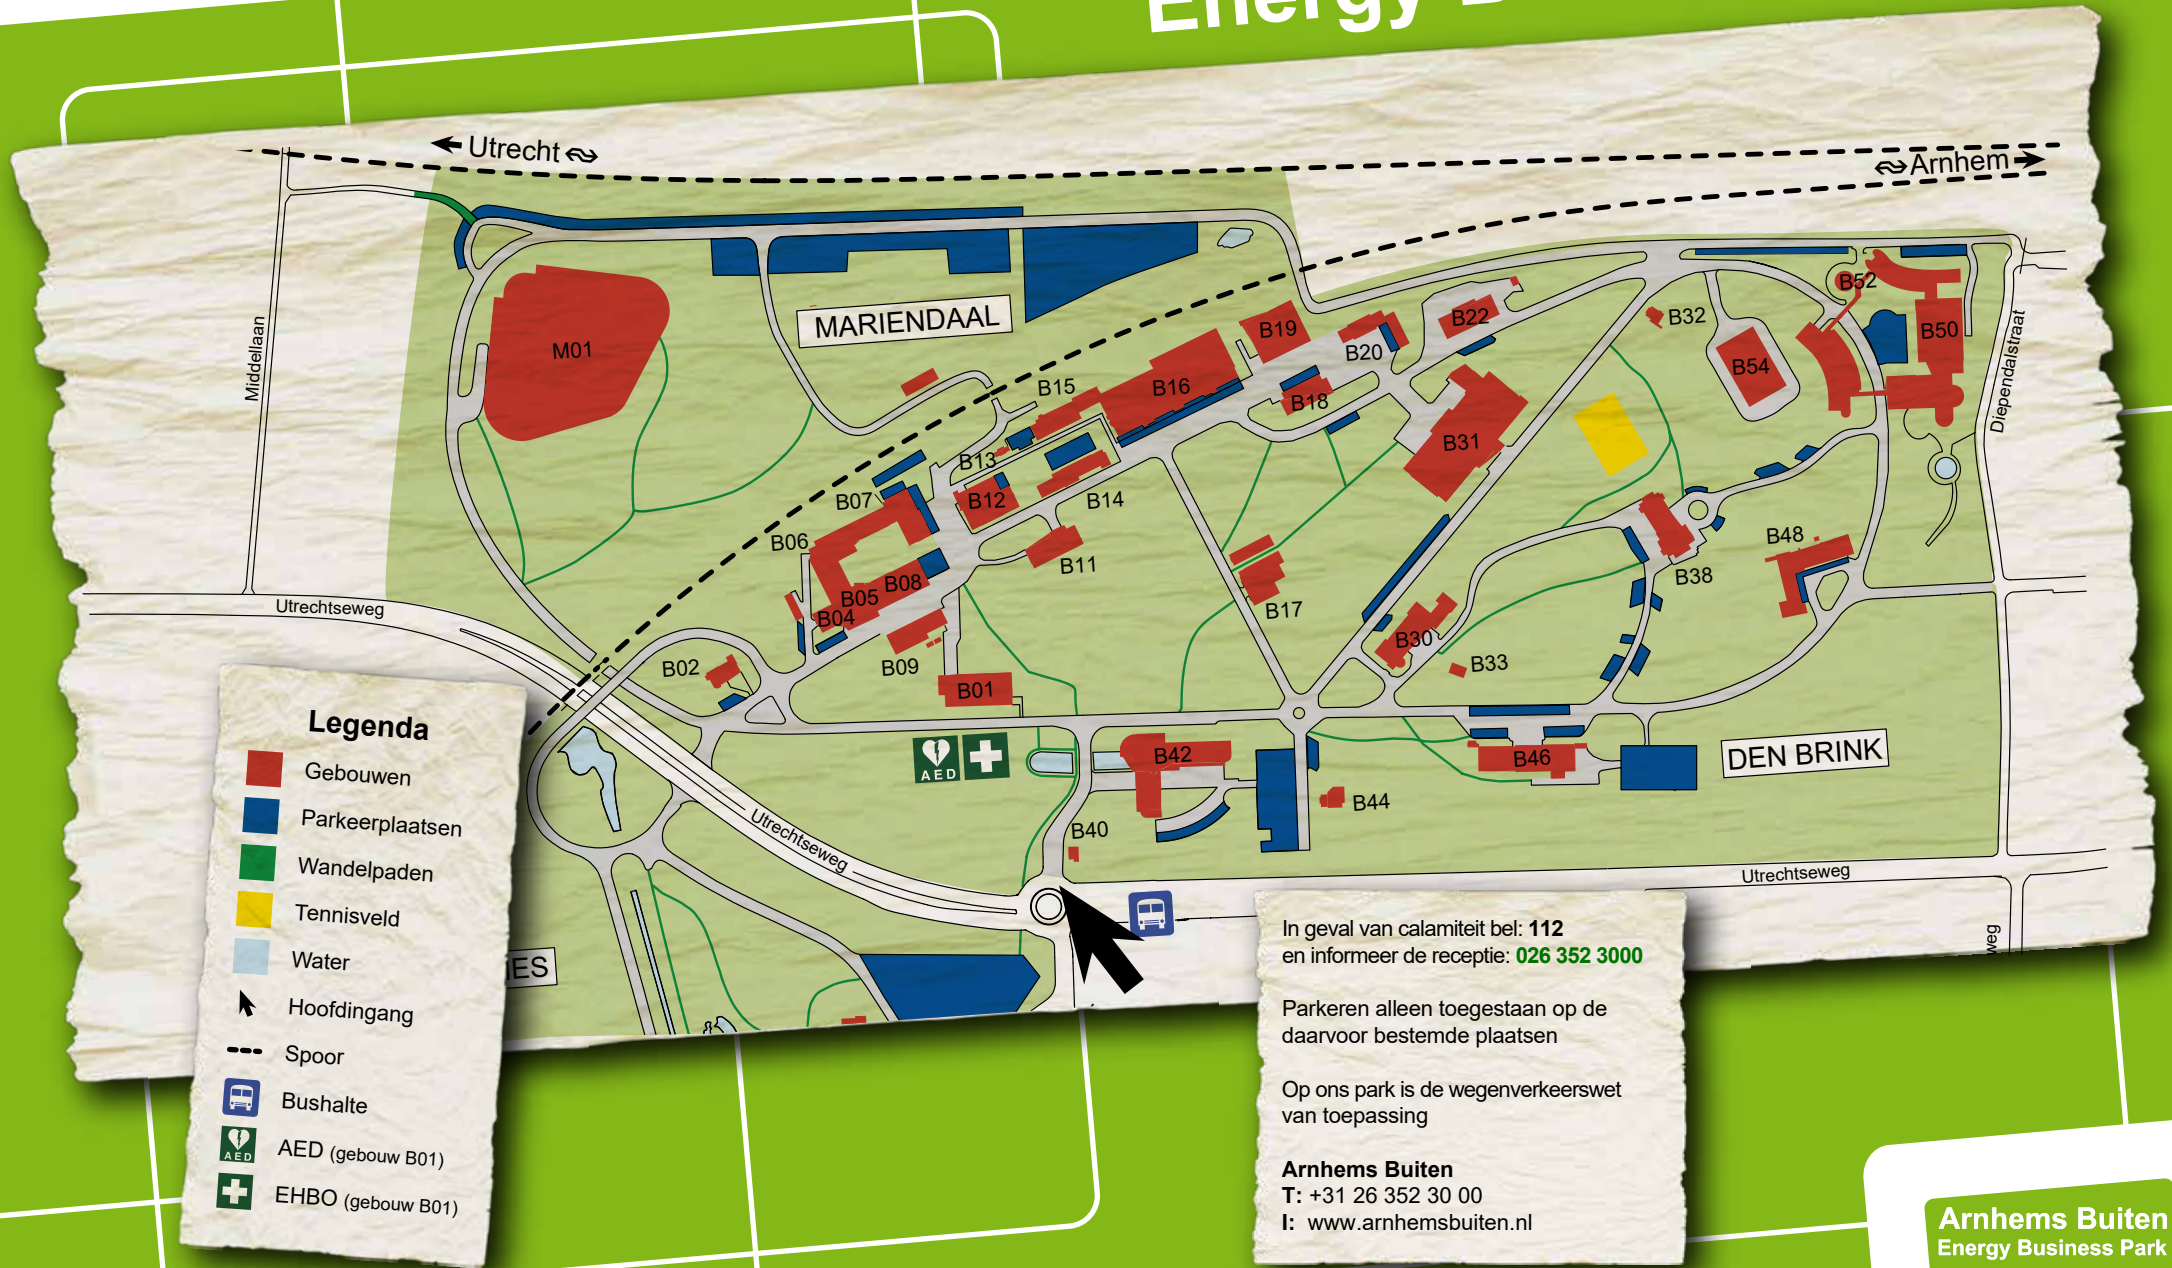 Energy B
Utrecht
Arnhem
Middellaan
MARIENDAAL
M01
B15
B16
B19
B20
B22
B18
B32
B52
B50
B54
Diependalstraat
B31
B13
B07
B12
B14
B06
B11
B08
B05
B04
B17
B38
B48
B30
B33
B09
B02
B01
Utrechtseweg
AED
B42
B46
DEN BRINK
B44
B40
Utrechtseweg
Utrechtseweg
weg
IES
Legenda
Gebouwen
Parkeerplaatsen
Wandelpaden
Tennisveld
Water
Hoofdingang
Spoor
Bushalte
AED
AED (gebouw B01)
EHBO (gebouw B01)
In geval van calamiteit bel: 112
en informeer de receptie: 026 352 3000
Parkeren alleen toegestaan op de
daarvoor bestemde plaatsen
Op ons park is de wegenverkeerswet
van toepassing
Arnhems Buiten
T: +31 26 352 30 00
I: www.arnhemsbuiten.nl
Arnhems Buiten
Energy Business Park